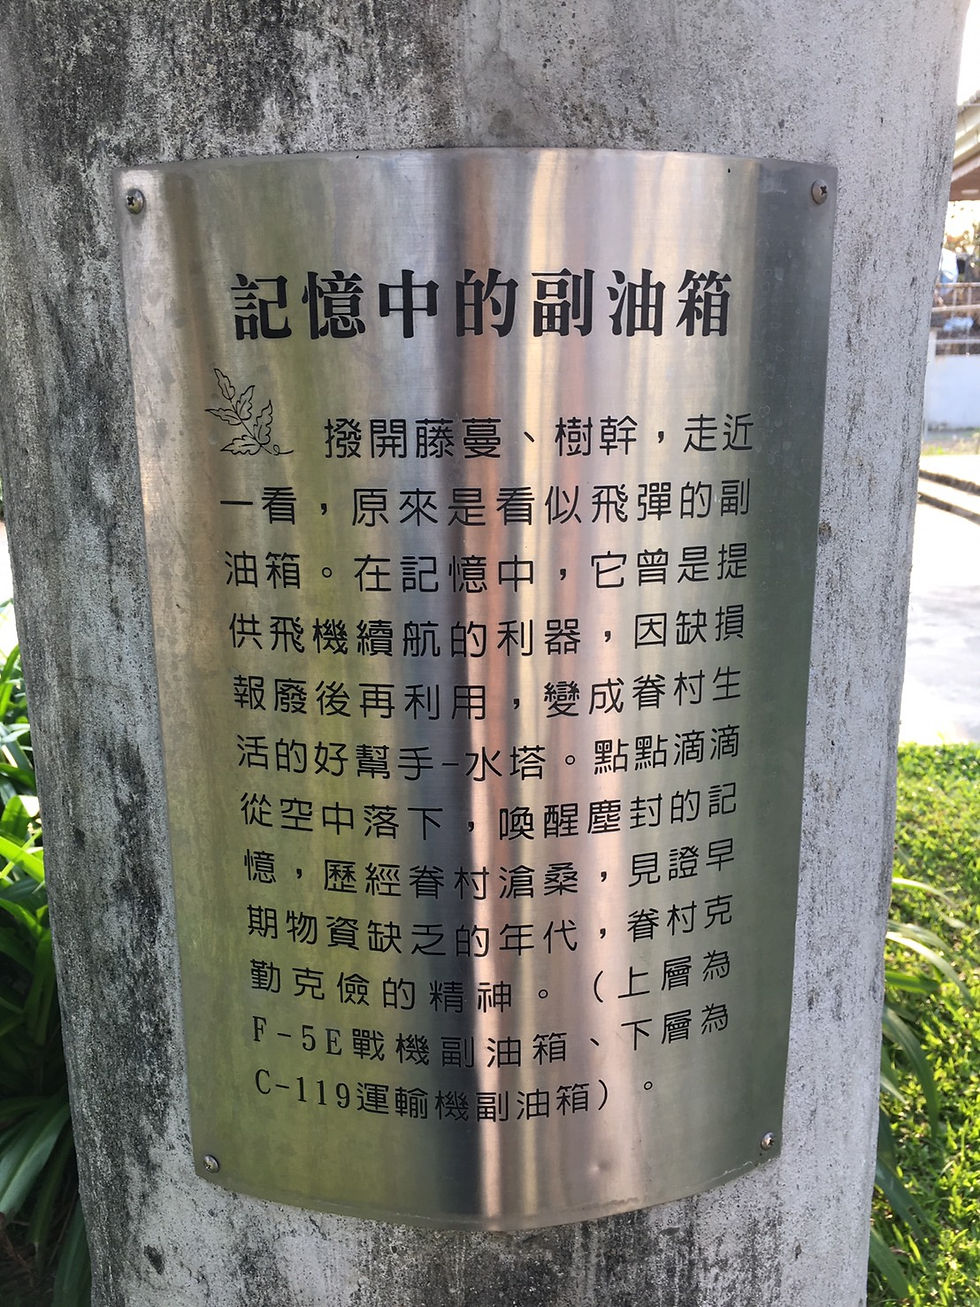 記憶中的副油箱
撥開藤蔓、樹幹，走近
一看，原來是看似飛彈的副
油箱。在記憶中，它曾是提
供飛機續航的利器，因缺損
報廢後再利用，變成眷村生
活的好幫手-水塔。點點滴滴
從空中落下，喚醒塵封的記
憶，歷經眷村滄桑，見證早
期物資缺乏的年代，眷村克
勤克儉的精神。（上層為
F-5E戰機副油箱、下層為
C-119運輸機副油箱）。